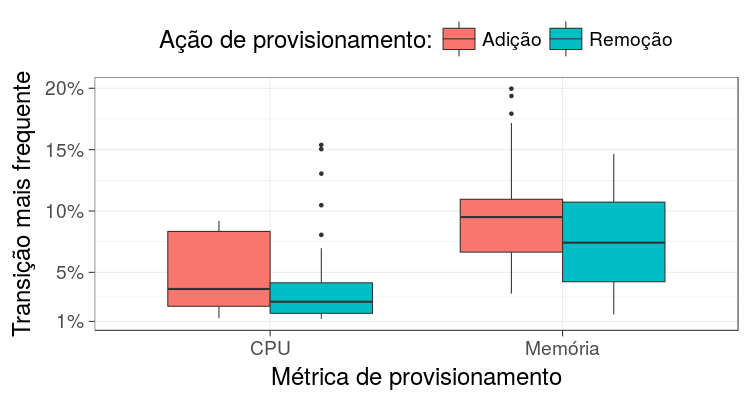 Ação de provisionamento: Adição Remoção
Transição mais frequente
20%
15%
10%
5%
1%
CPU Memória
Métrica de provisionamento